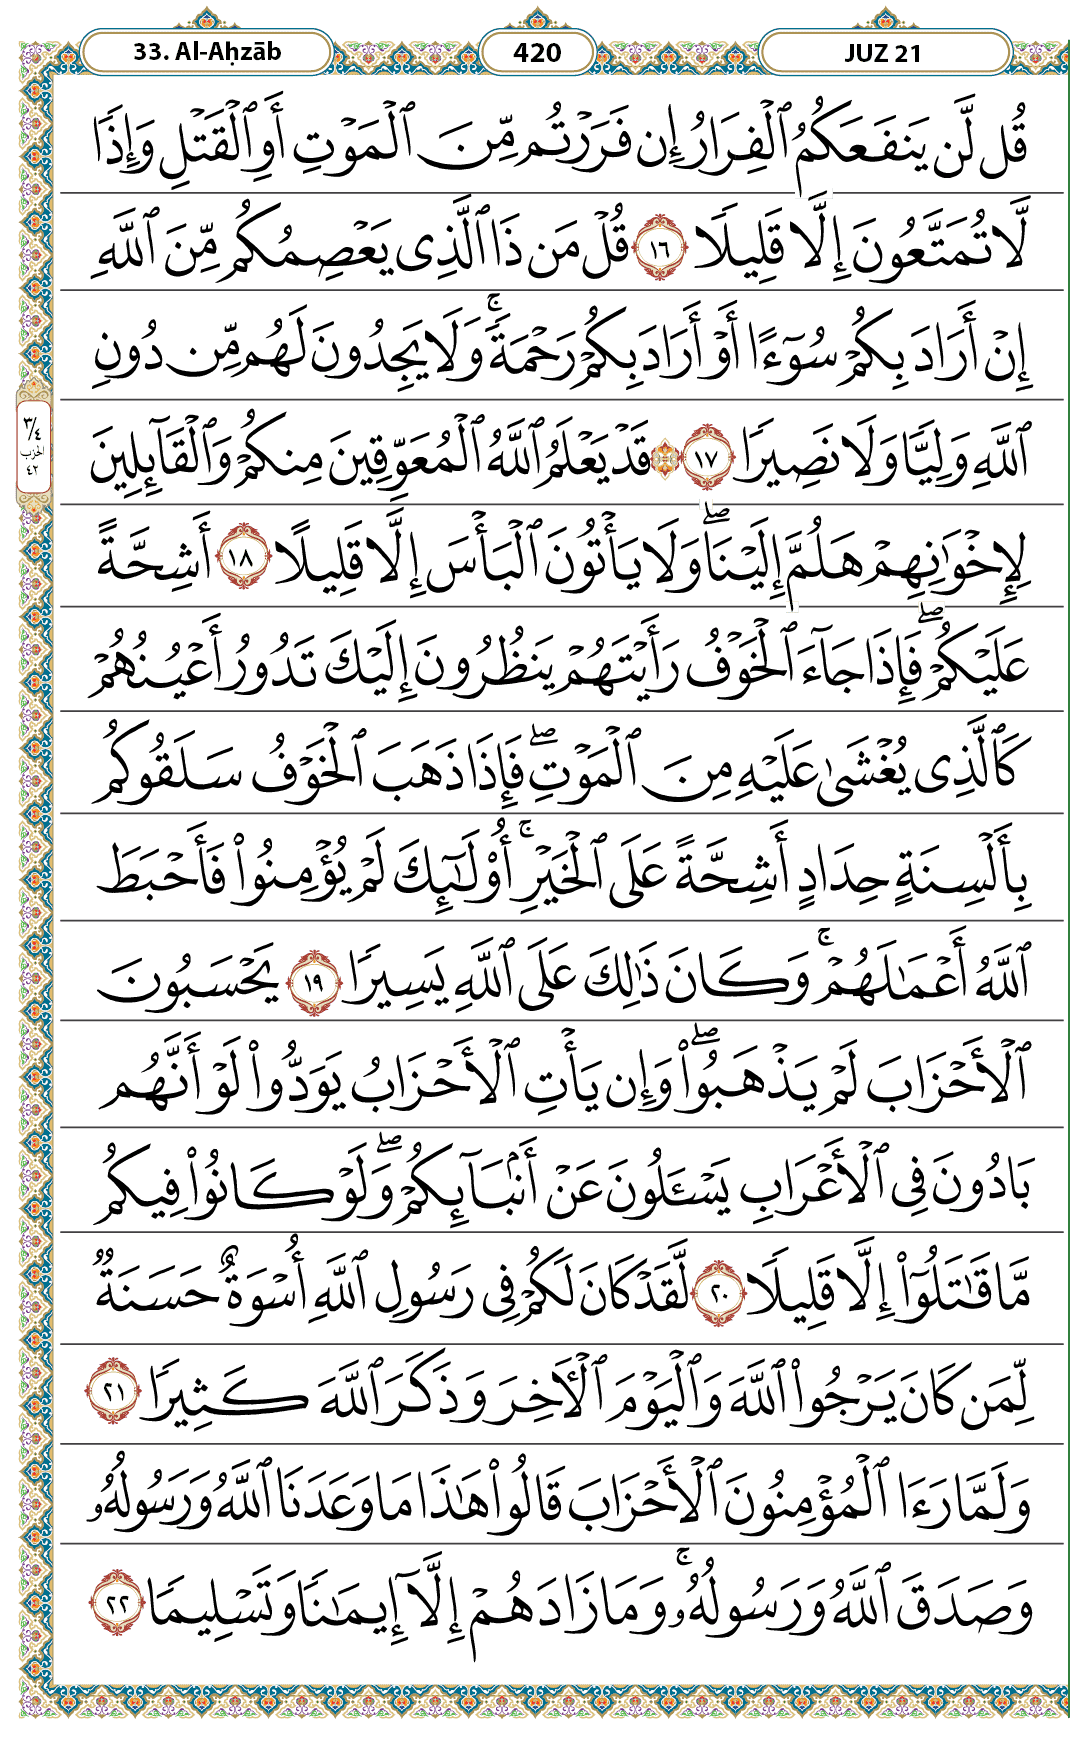 33. Al-Aḥzāb 420 JUZ 21
قُل لَّن يَنفَعَكُمُ ٱلْفِرَارُ إِن فَرَرْتُم مِّنَ ٱلْمَوْتِ أَوِ ٱلْقَتْلِ وَإِذًا
لَّا تُمَتَّعُونَ إِلَّا قَلِيلًا ١٦ قُلْ مَن ذَا ٱلَّذِى يَعْصِمُكُم مِّنَ ٱللَّهِ
إِنْ أَرَادَ بِكُمْ سُوٓءًا أَوْ أَرَادَ بِكُمْ رَحْمَةً ۚ وَلَا يَجِدُونَ لَهُم مِّن دُونِ
ٱللَّهِ وَلِيًّا وَلَا نَصِيرًا ١٧ ۞ قَدْ يَعْلَمُ ٱللَّهُ ٱلْمُعَوِّقِينَ مِنكُمْ وَٱلْقَآئِلِينَ
لِإِخْوَٰنِهِمْ هَلُمَّ إِلَيْنَا ۖ وَلَا يَأْتُونَ ٱلْبَأْسَ إِلَّا قَلِيلًا ١٨ أَشِحَّةً
عَلَيْكُمْ ۖ فَإِذَا جَآءَ ٱلْخَوْفُ رَأَيْتَهُمْ يَنظُرُونَ إِلَيْكَ تَدُورُ أَعْيُنُهُمْ
كَٱلَّذِى يُغْشَىٰ عَلَيْهِ مِنَ ٱلْمَوْتِ ۖ فَإِذَا ذَهَبَ ٱلْخَوْفُ سَلَقُوكُم
بِأَلْسِنَةٍ حِدَادٍ أَشِحَّةً عَلَى ٱلْخَيْرِ ۚ أُو۟لَـٰٓئِكَ لَمْ يُؤْمِنُوا۟ فَأَحْبَطَ
ٱللَّهُ أَعْمَـٰلَهُمْ ۚ وَكَانَ ذَٰلِكَ عَلَى ٱللَّهِ يَسِيرًا ١٩ يَحْسَبُونَ
ٱلْأَحْزَابَ لَمْ يَذْهَبُوا۟ ۖ وَإِن يَأْتِ ٱلْأَحْزَابُ يَوَدُّوا۟ لَوْ أَنَّهُم
بَادُونَ فِى ٱلْأَعْرَابِ يَسْـَٔلُونَ عَنْ أَنۢبَآئِكُمْ ۖ وَلَوْ كَانُوا۟ فِيكُم
مَّا قَـٰتَلُوٓا۟ إِلَّا قَلِيلًا ٢٠ لَّقَدْ كَانَ لَكُمْ فِى رَسُولِ ٱللَّهِ أُسْوَةٌ حَسَنَةٌ
لِّمَن كَانَ يَرْجُوا۟ ٱللَّهَ وَٱلْيَوْمَ ٱلْـَٔاخِرَ وَذَكَرَ ٱللَّهَ كَثِيرًا ٢١
وَلَمَّا رَءَا ٱلْمُؤْمِنُونَ ٱلْأَحْزَابَ قَالُوا۟ هَـٰذَا مَا وَعَدَنَا ٱللَّهُ وَرَسُولُهُۥ
وَصَدَقَ ٱللَّهُ وَرَسُولُهُۥ ۚ وَمَا زَادَهُمْ إِلَّآ إِيمَـٰنًا وَتَسْلِيمًا ٢٢
٣/٤
الحزب
٤٢